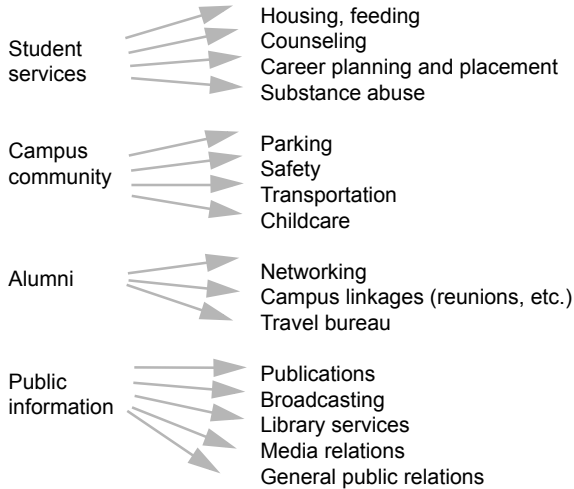 Student
services
Housing, feeding
Counseling
Career planning and placement
Substance abuse
Campus
community
Parking
Safety
Transportation
Childcare
Alumni
Networking
Campus linkages (reunions, etc.)
Travel bureau
Public
information
Publications
Broadcasting
Library services
Media relations
General public relations